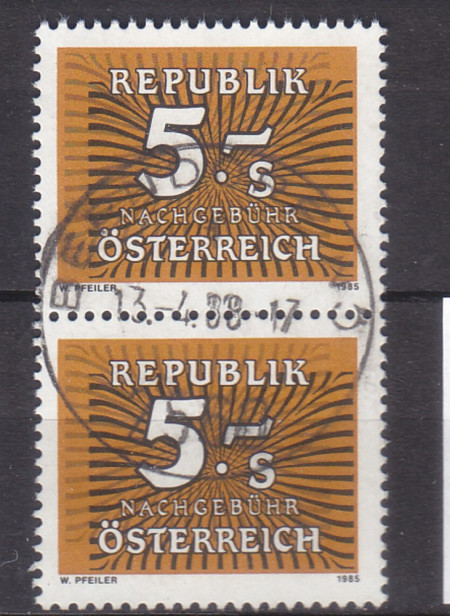 REPUBLIK
5.-
S
NACHGEBÜHR
ÖSTERREICH
W. PFEILER 1985
13.-4.88-17
REPUBLIK
5.-
S
NACHGEBÜHR
ÖSTERREICH
W. PFEILER 1985